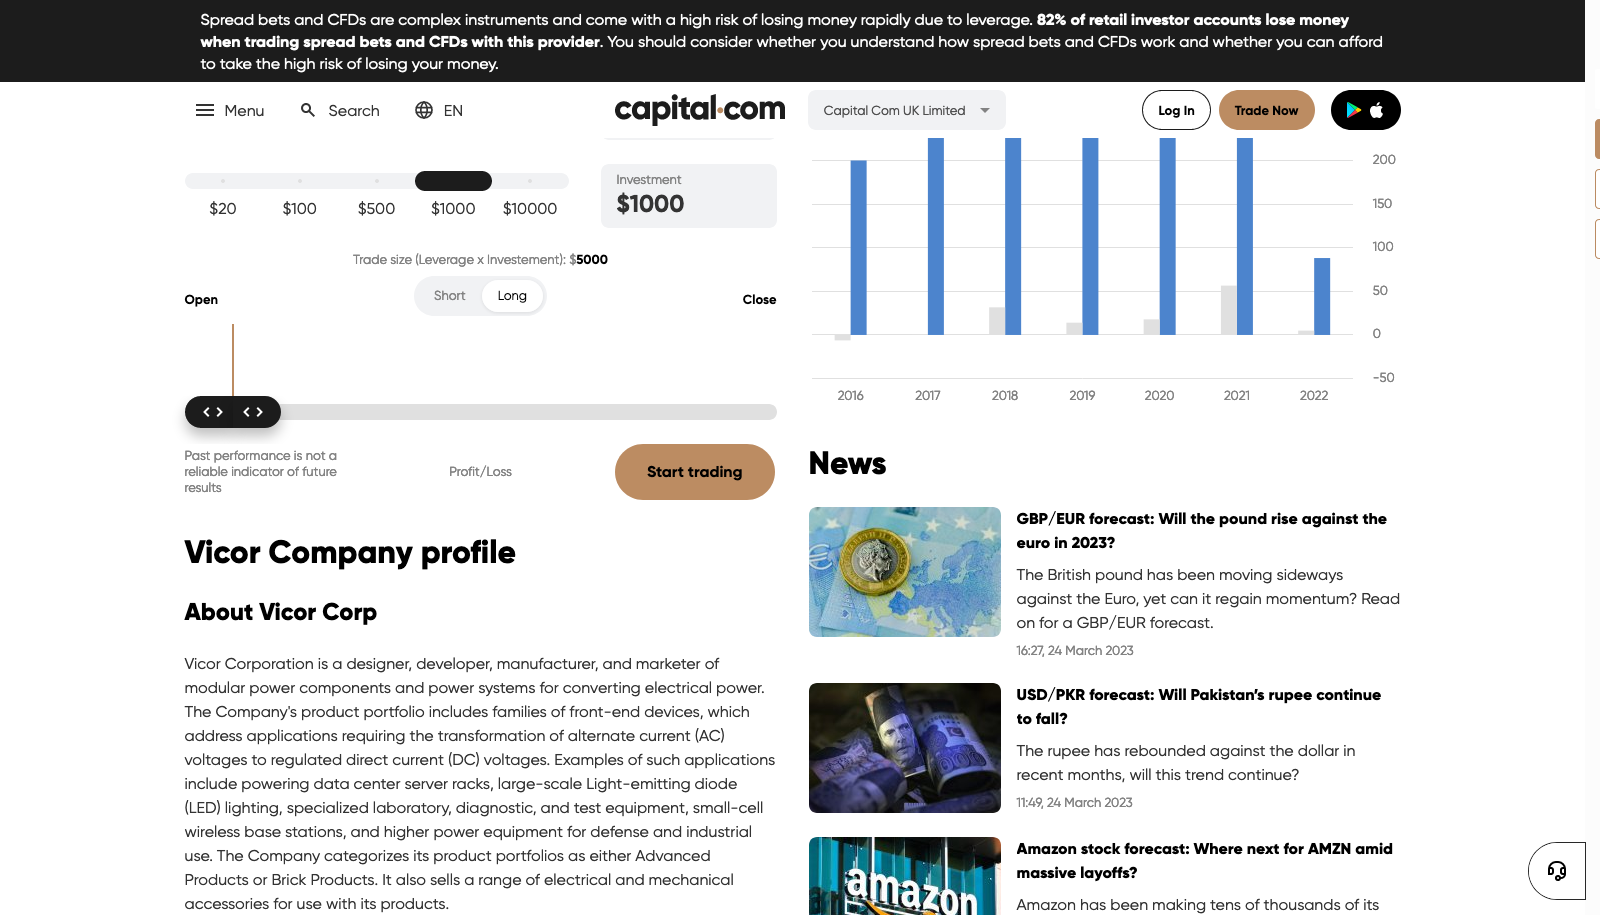 Spread bets and CFDs are complex instruments and come with a high risk of losing money rapidly due to leverage. 82% of retail investor accounts lose money
when trading spread bets and CFDs with this provider. You should consider whether you understand how spread bets and CFDs work and whether you can afford
to take the high risk of losing your money.
Menu
Search
EN
capital.com
Capital Com UK Limited
Log In
Trade Now
$20
$100
$500
$1000
$10000
Investment
$1000
Trade size (Leverage x Investement): $5000
Open
Short
Long
Close
Past performance is not a
reliable indicator of future
results
Profit/Loss
Start trading
Vicor Company profile
About Vicor Corp
Vicor Corporation is a designer, developer, manufacturer, and marketer of
modular power components and power systems for converting electrical power.
The Company's product portfolio includes families of front-end devices, which
address applications requiring the transformation of alternate current (AC)
voltages to regulated direct current (DC) voltages. Examples of such applications
include powering data center server racks, large-scale Light-emitting diode
(LED) lighting, specialized laboratory, diagnostic, and test equipment, small-cell
wireless base stations, and higher power equipment for defense and industrial
use. The Company categorizes its product portfolios as either Advanced
Products or Brick Products. It also sells a range of electrical and mechanical
accessories for use with its products.
200
150
100
50
0
-50
2016
2017
2018
2019
2020
2021
2022
News
GBP/EUR forecast: Will the pound rise against the
euro in 2023?
The British pound has been moving sideways
against the Euro, yet can it regain momentum? Read
on for a GBP/EUR forecast.
16:27, 24 March 2023
USD/PKR forecast: Will Pakistan's rupee continue
to fall?
The rupee has rebounded against the dollar in
recent months, will this trend continue?
11:49, 24 March 2023
amazon
Amazon stock forecast: Where next for AMZN amid
massive layoffs?
Amazon has been making tens of thousands of its